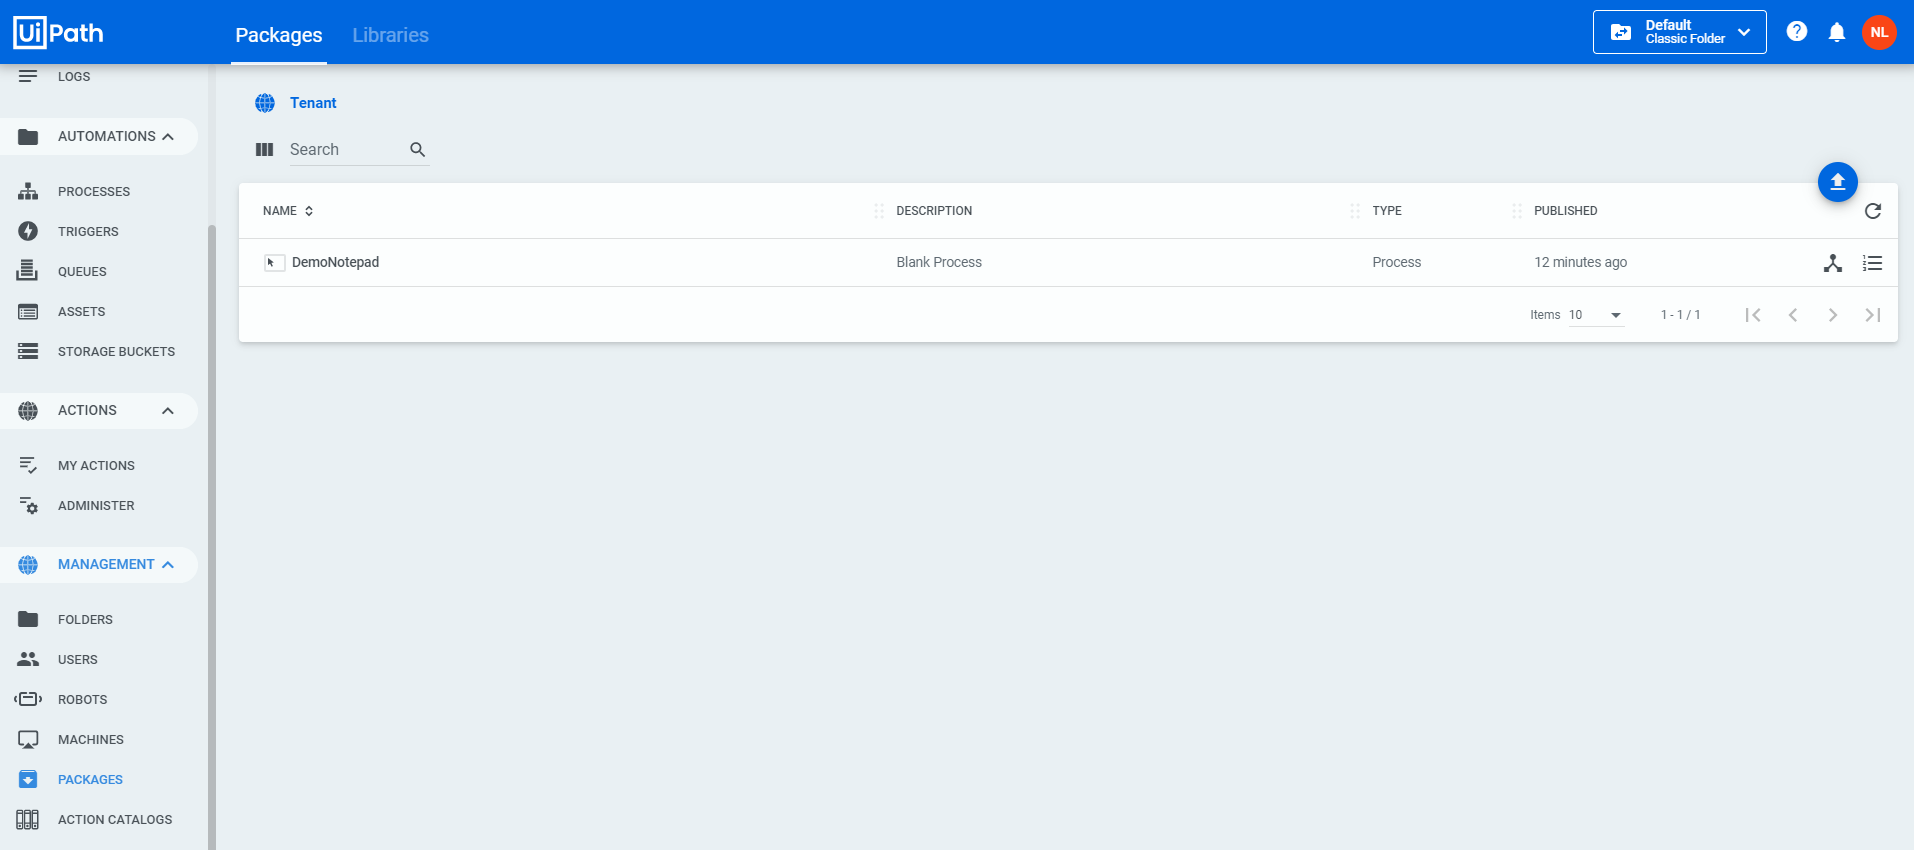 UiPath
Packages
Libraries
Default
Classic Folder
NL
LOGS
AUTOMATIONS
PROCESSES
TRIGGERS
QUEUES
ASSETS
STORAGE BUCKETS
ACTIONS
MY ACTIONS
ADMINISTER
MANAGEMENT
FOLDERS
USERS
ROBOTS
MACHINES
PACKAGES
ACTION CATALOGS
Tenant
Search
NAME DESCRIPTION TYPE PUBLISHED
DemoNotepad Blank Process Process 12 minutes ago
Items 10 1 - 1 / 1